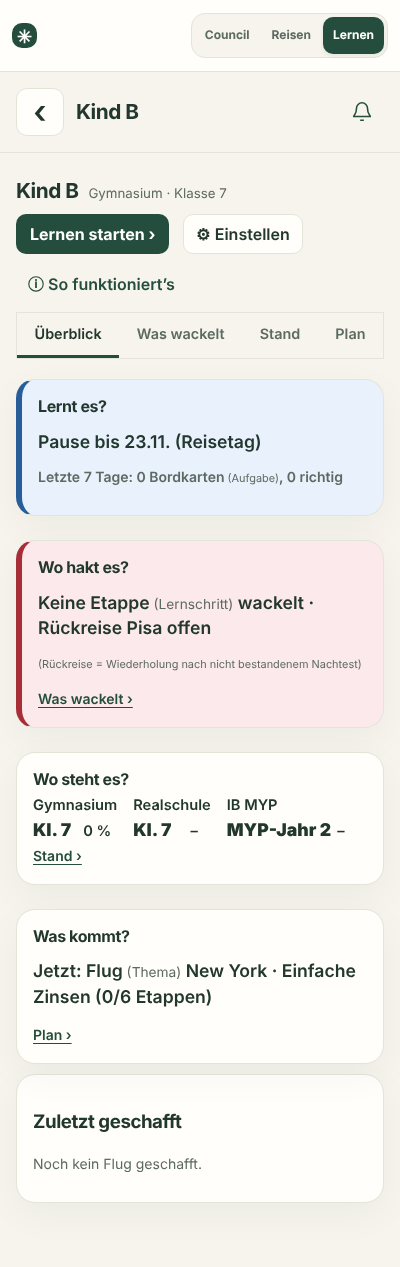 Council Reisen Lernen
‹ Kind B
Kind B Gymnasium · Klasse 7
Lernen starten › ⚙ Einstellen
ⓘ So funktioniert’s
Überblick Was wackelt Stand Plan
Lernt es?
Pause bis 23.11. (Reisetag)
Letzte 7 Tage: 0 Bordkarten (Aufgabe), 0 richtig
Wo hakt es?
Keine Etappe (Lernschritt) wackelt ·
Rückreise Pisa offen
(Rückreise = Wiederholung nach nicht bestandenem Nachtest)
Was wackelt ›
Wo steht es?
Gymnasium Realschule IB MYP
Kl. 7 0 % Kl. 7 – MYP-Jahr 2 –
Stand ›
Was kommt?
Jetzt: Flug (Thema) New York · Einfache
Zinsen (0/6 Etappen)
Plan ›
Zuletzt geschafft
Noch kein Flug geschafft.